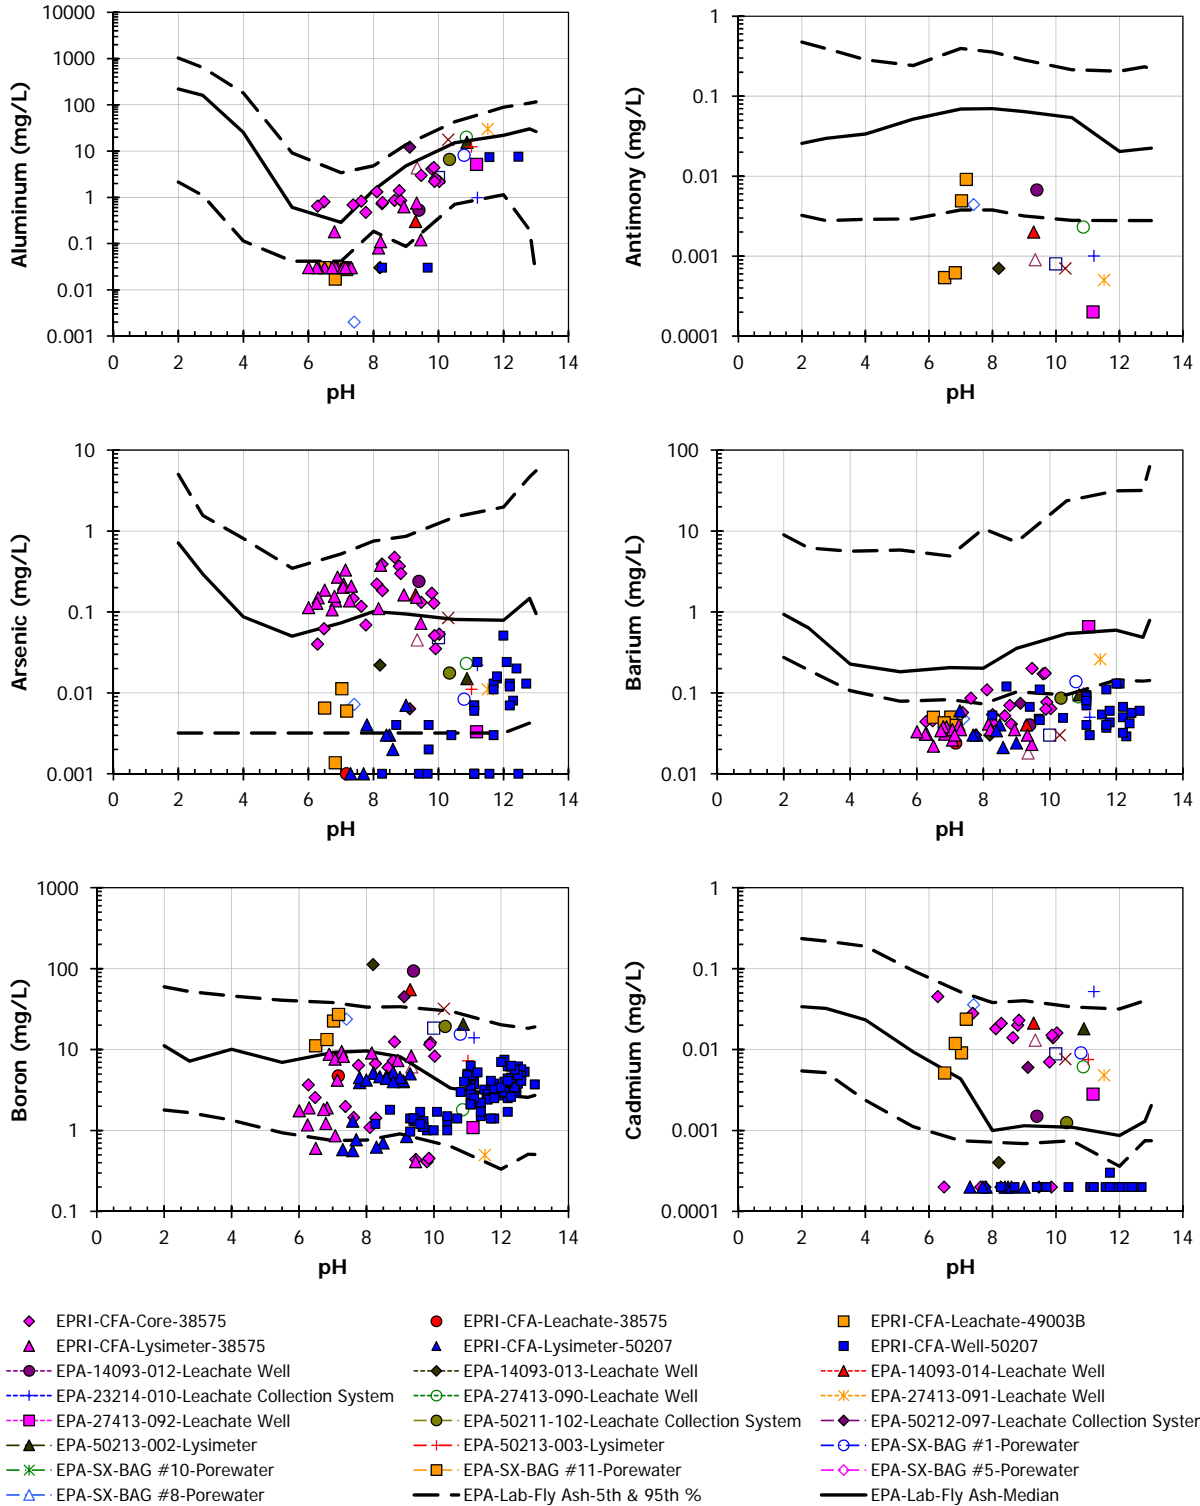 10000
1000
100
10
1
0.1
0.01
0.001
0 2 4 6 8 10 12 14
pH
Aluminum (mg/L)
1
0.1
0.01
0.001
0.0001
0 2 4 6 8 10 12 14
pH
Antimony (mg/L)
10
1
0.1
0.01
0.001
0 2 4 6 8 10 12 14
pH
Arsenic (mg/L)
100
10
1
0.1
0.01
0 2 4 6 8 10 12 14
pH
Barium (mg/L)
1000
100
10
1
0.1
0 2 4 6 8 10 12 14
pH
Boron (mg/L)
1
0.1
0.01
0.001
0.0001
0 2 4 6 8 10 12 14
pH
Cadmium (mg/L)
EPRI-CFA-Core-38575 EPRI-CFA-Leachate-38575 EPRI-CFA-Leachate-49003B
EPRI-CFA-Lysimeter-38575 EPRI-CFA-Lysimeter-50207 EPRI-CFA-Well-50207
EPA-14093-012-Leachate Well EPA-14093-013-Leachate Well EPA-14093-014-Leachate Well
EPA-23214-010-Leachate Collection System EPA-27413-090-Leachate Well EPA-27413-091-Leachate Well
EPA-27413-092-Leachate Well EPA-50211-102-Leachate Collection System EPA-50212-097-Leachate Collection System
EPA-50213-002-Lysimeter EPA-50213-003-Lysimeter EPA-SX-BAG #1-Porewater
EPA-SX-BAG #10-Porewater EPA-SX-BAG #11-Porewater EPA-SX-BAG #5-Porewater
EPA-SX-BAG #8-Porewater EPA-Lab-Fly Ash-5th & 95th % EPA-Lab-Fly Ash-Median